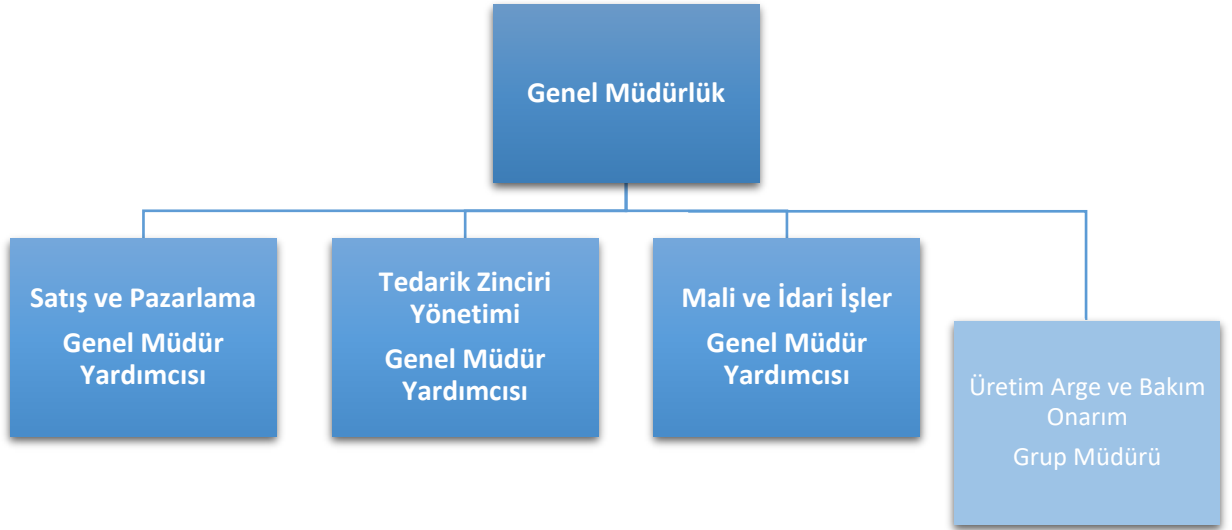 Genel Müdürlük
Satış ve Pazarlama
Genel Müdür
Yardımcısı
Tedarik Zinciri
Yönetimi
Genel Müdür
Yardımcısı
Mali ve İdari İşler
Genel Müdür
Yardımcısı
Üretim Arge ve Bakım
Onarım
Grup Müdürü